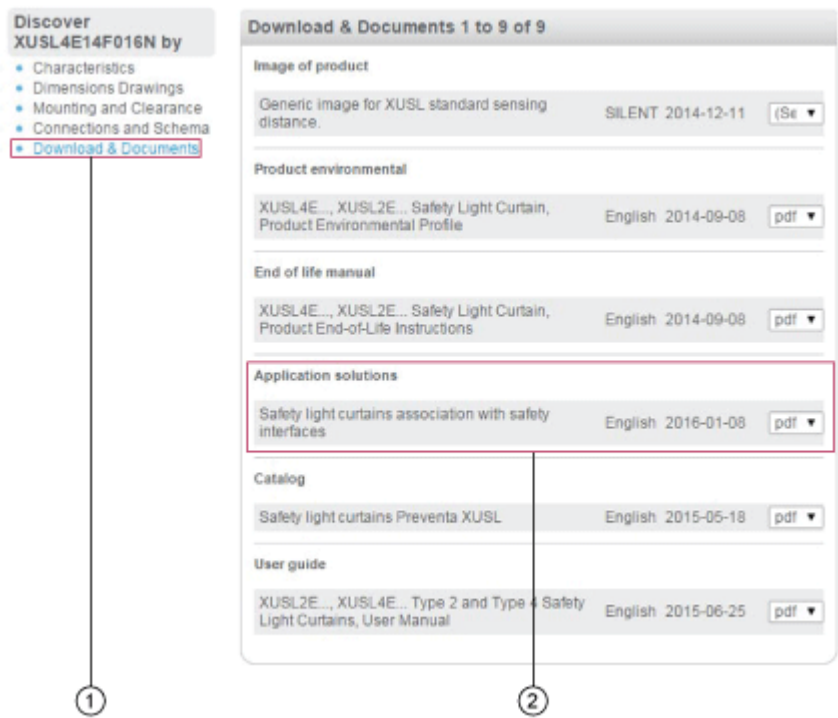 Discover
XUSL4E14F016N by
Characteristics
Dimensions Drawings
Mounting and Clearance
Connections and Schema
Download & Documents
Download & Documents 1 to 9 of 9
Image of product
Generic image for XUSL standard sensing
distance.
SILENT 2014-12-11 (Se
Product environmental
XUSL4E..., XUSL2E... Safety Light Curtain,
Product Environmental Profile
English 2014-09-08 pdf
End of life manual
XUSL4E..., XUSL2E... Safety Light Curtain,
Product End-of-Life Instructions
English 2014-09-08 pdf
Application solutions
Safety light curtains association with safety
interfaces
English 2016-01-08 pdf
Catalog
Safety light curtains Preventa XUSL English 2015-05-18 pdf
User guide
XUSL2E..., XUSL4E... Type 2 and Type 4 Safety
Light Curtains, User Manual
English 2015-06-25 pdf
1
2